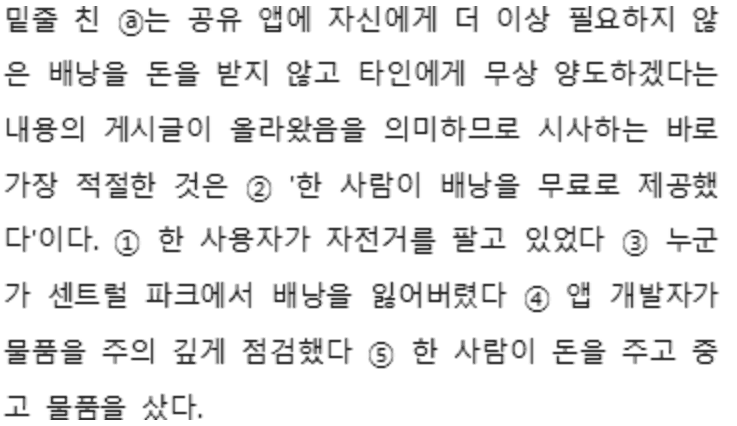 밑줄 친 ⓐ는 공유 앱에 자신에게 더 이상 필요하지 않
은 배낭을 돈을 받지 않고 타인에게 무상 양도하겠다는
내용의 게시글이 올라왔음을 의미하므로 시사하는 바로
가장 적절한 것은 ② '한 사람이 배낭을 무료로 제공했
다'이다. ① 한 사용자가 자전거를 팔고 있었다 ③ 누군
가 센트럴 파크에서 배낭을 잃어버렸다 ④ 앱 개발자가
물품을 주의 깊게 점검했다 ⑤ 한 사람이 돈을 주고 중
고 물품을 샀다.